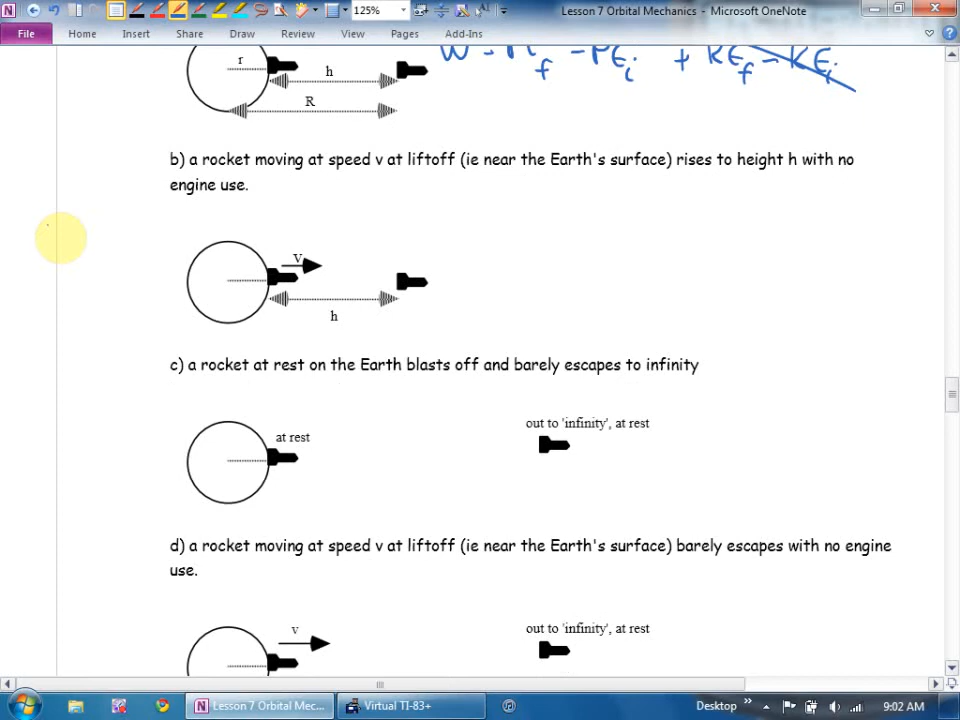 125%
Lesson 7 Orbital Mechanics - Microsoft OneNote
File Home Insert Share Draw Review View Pages Add-Ins
r
h
R
PEi + KEf - KEi
b) a rocket moving at speed v at liftoff (ie near the Earth's surface) rises to height h with no
engine use.
v
h
c) a rocket at rest on the Earth blasts off and barely escapes to infinity
out to 'infinity', at rest
at rest
d) a rocket moving at speed v at liftoff (ie near the Earth's surface) barely escapes with no engine
use.
v
out to 'infinity', at rest
Lesson 7 Orbital Mec...
Virtual TI-83+
Desktop
9:02 AM